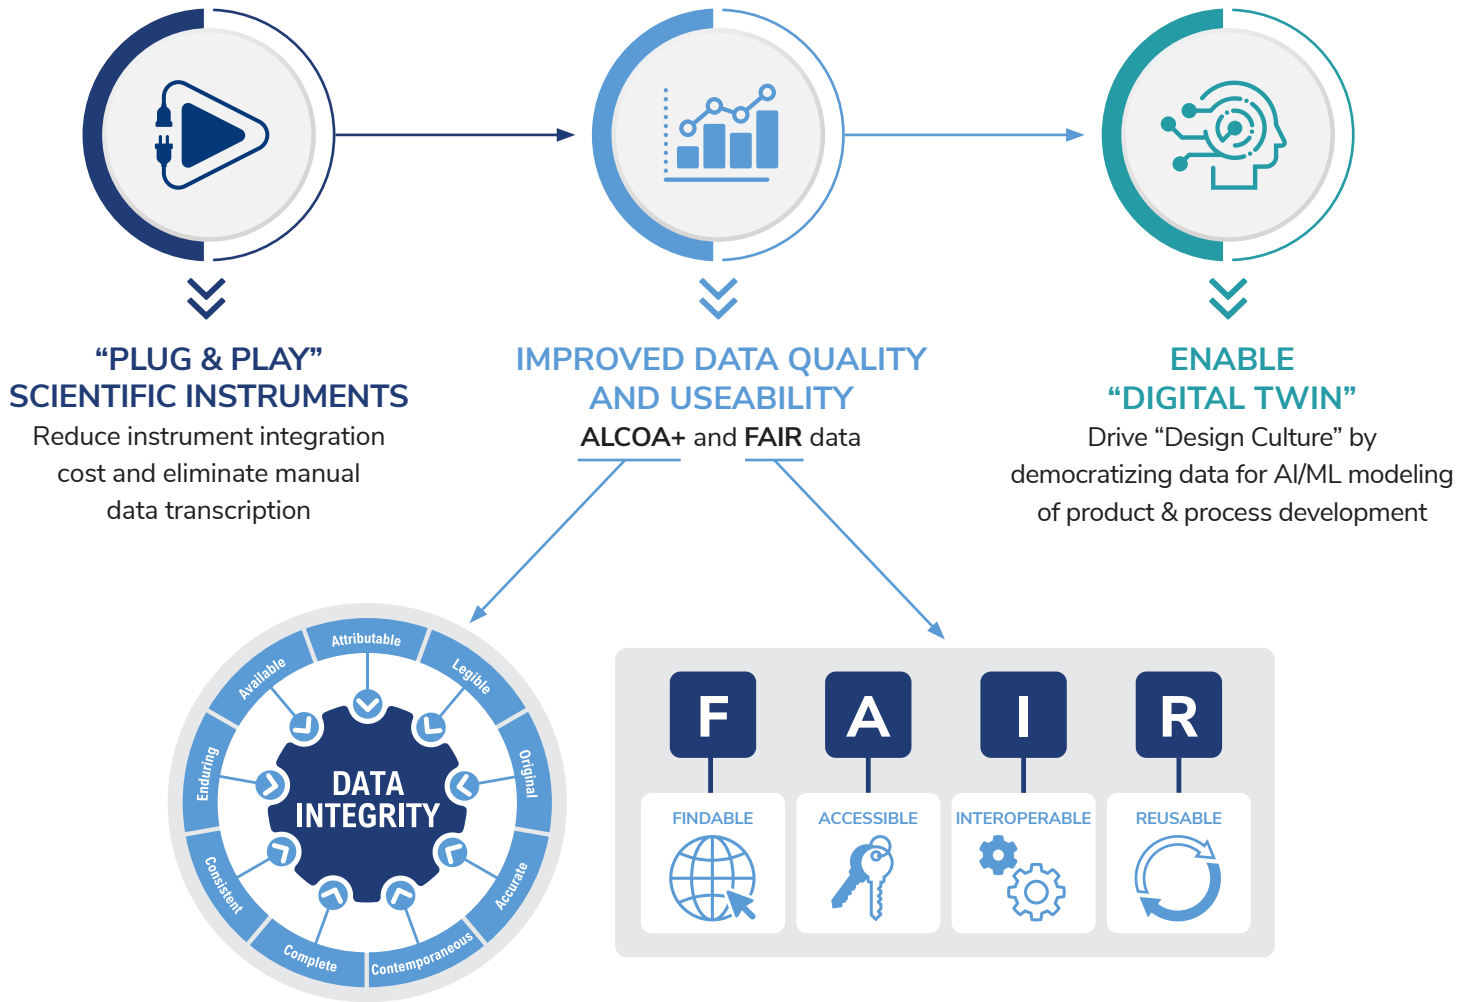 “PLUG & PLAY”
SCIENTIFIC INSTRUMENTS
Reduce instrument integration
cost and eliminate manual
data transcription
IMPROVED DATA QUALITY
AND USEABILITY
ALCOA+ and FAIR data
ENABLE
“DIGITAL TWIN”
Drive “Design Culture” by
democratizing data for AI/ML modeling
of product & process development
DATA
INTEGRITY
Attributable
Legible
Original
Accurate
Contemporaneous
Complete
Consistent
Enduring
Available
F
A
I
R
FINDABLE
ACCESSIBLE
INTEROPERABLE
REUSABLE